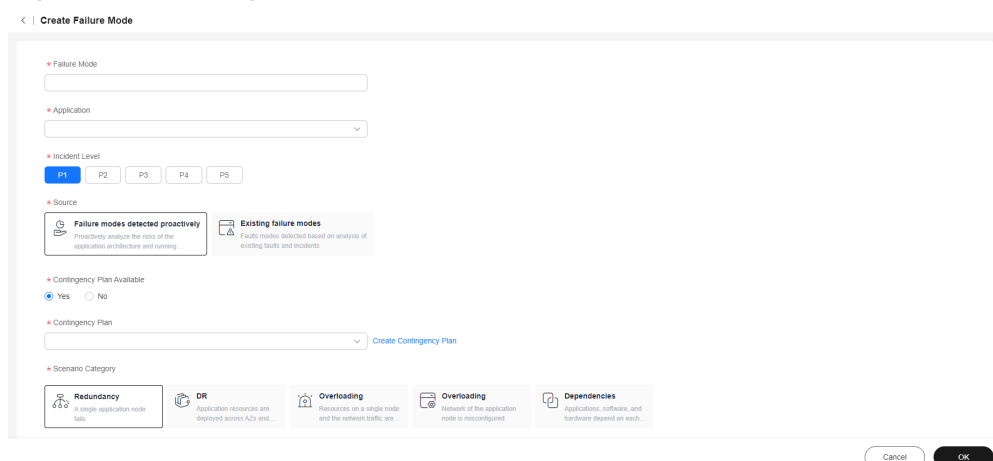 Create Failure Mode
* Failure Mode
* Application
* Incident Level
P1 P2 P3 P4 P5
* Source
Failure modes detected proactively
Proactively analyze the risks of the
application architecture and running...
Existing failure modes
Faults modes detected based on analysis of
existing faults and incidents
* Contingency Plan Available
Yes No
* Contingency Plan
Create Contingency Plan
* Scenario Category
Redundancy
A single application node
fails
DR
Application resources are
deployed across AZs and...
Overloading
Resources on a single node
and the network traffic are...
Overloading
Network of the application
node is misconfigured
Dependencies
Applications, software, and
hardware depend on each...
Cancel OK